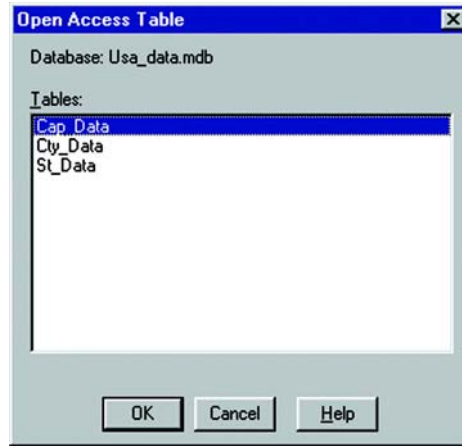 Open Access Table
Database: Usa_data.mdb
Tables:
Cap_Data
Cty_Data
St_Data
OK Cancel Help